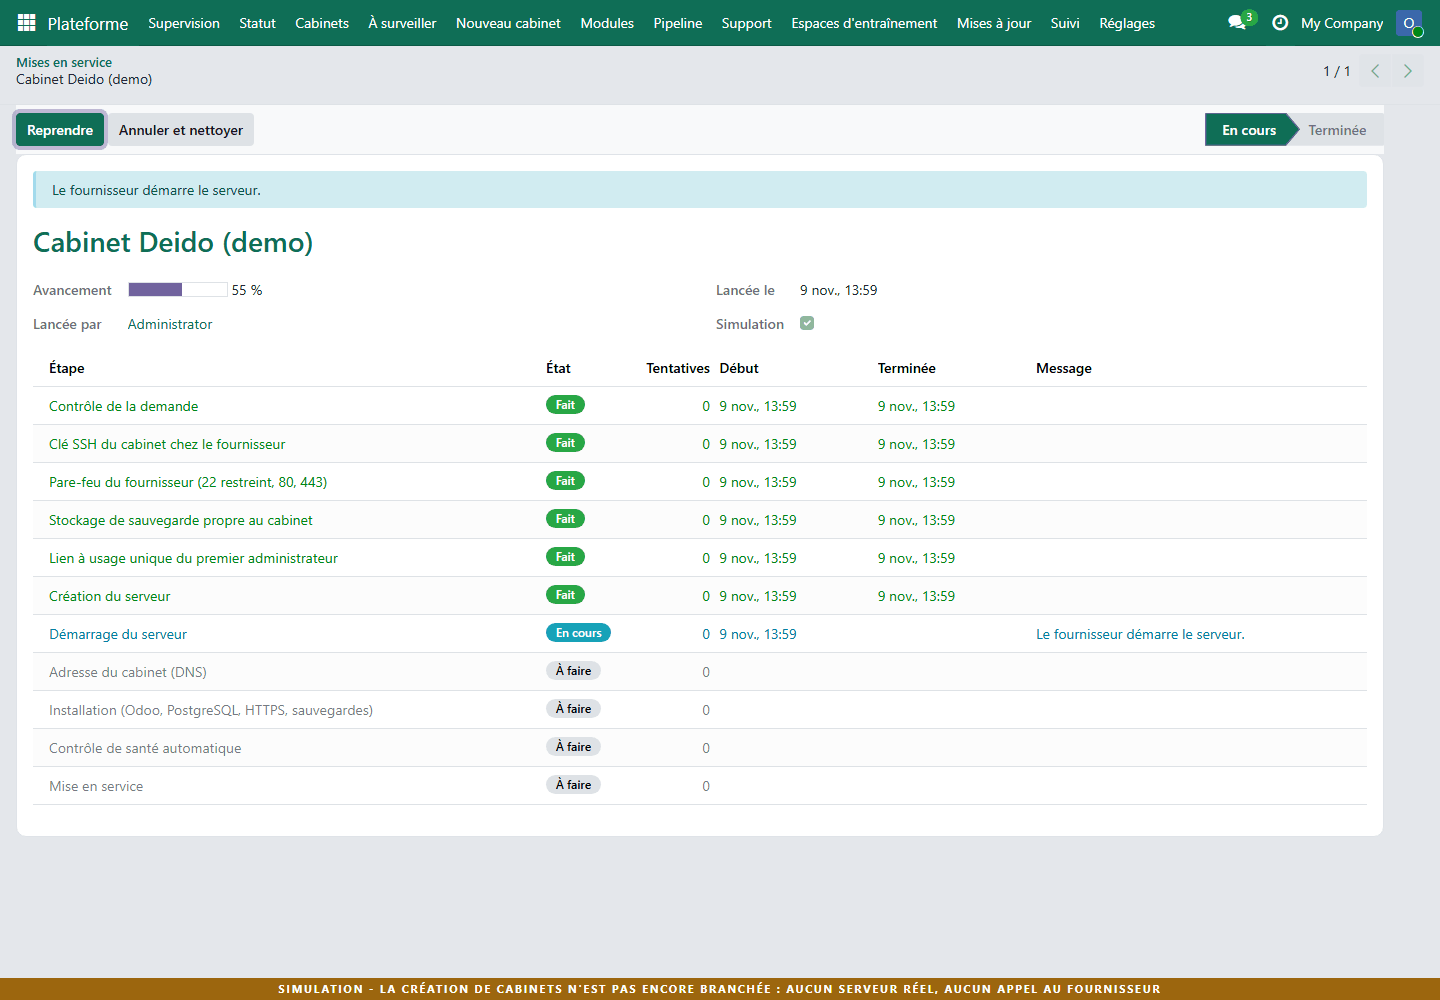 Plateforme Supervision Statut Cabinets À surveiller Nouveau cabinet Modules Pipeline Support Espaces d'entraînement Mises à jour Suivi Réglages 3 My Company O
Mises en service
Cabinet Deido (demo)
1 / 1
Reprendre Annuler et nettoyer En cours Terminée
Le fournisseur démarre le serveur.
Cabinet Deido (demo)
Avancement 55 % Lancée le 9 nov., 13:59
Lancée par Administrator Simulation
Étape État Tentatives Début Terminée Message
Contrôle de la demande Fait 0 9 nov., 13:59 9 nov., 13:59
Clé SSH du cabinet chez le fournisseur Fait 0 9 nov., 13:59 9 nov., 13:59
Pare-feu du fournisseur (22 restreint, 80, 443) Fait 0 9 nov., 13:59 9 nov., 13:59
Stockage de sauvegarde propre au cabinet Fait 0 9 nov., 13:59 9 nov., 13:59
Lien à usage unique du premier administrateur Fait 0 9 nov., 13:59 9 nov., 13:59
Création du serveur Fait 0 9 nov., 13:59 9 nov., 13:59
Démarrage du serveur En cours 0 9 nov., 13:59 Le fournisseur démarre le serveur.
Adresse du cabinet (DNS) À faire 0
Installation (Odoo, PostgreSQL, HTTPS, sauvegardes) À faire 0
Contrôle de santé automatique À faire 0
Mise en service À faire 0
SIMULATION - LA CRÉATION DE CABINETS N'EST PAS ENCORE BRANCHÉE : AUCUN SERVEUR RÉEL, AUCUN APPEL AU FOURNISSEUR